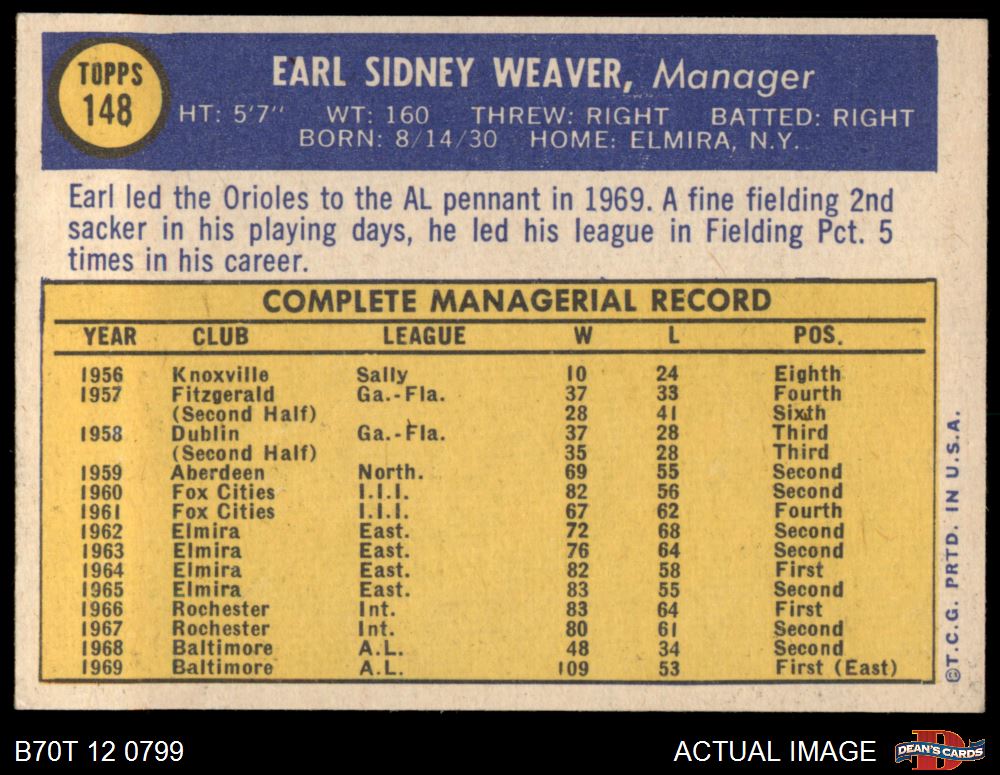 TOPPS
148
EARL SIDNEY WEAVER, Manager
HT: 5'7" WT: 160 THREW: RIGHT BATTED: RIGHT
BORN: 8/14/30 HOME: ELMIRA, N.Y.
Earl led the Orioles to the AL pennant in 1969. A fine fielding 2nd
sacker in his playing days, he led his league in Fielding Pct. 5
times in his career.
COMPLETE MANAGERIAL RECORD
YEAR CLUB LEAGUE W L POS.
1956 Knoxville Sally 10 24 Eighth
1957 Fitzgerald Ga.-Fla. 37 33 Fourth
(Second Half) 28 41 Sixth
1958 Dublin Ga.-Fla. 37 28 Third
(Second Half) 35 28 Third
1959 Aberdeen North. 69 55 Second
1960 Fox Cities I.I.I. 82 56 Second
1961 Fox Cities I.I.I. 67 62 Fourth
1962 Elmira East. 72 68 Second
1963 Elmira East. 76 64 Second
1964 Elmira East. 82 58 First
1965 Elmira East. 83 55 Second
1966 Rochester Int. 83 64 First
1967 Rochester Int. 80 61 Second
1968 Baltimore A.L. 48 34 Second
1969 Baltimore A.L. 109 53 First (East)
©T.C.G. PRTD. IN U.S.A.
B70T 12 0799
ACTUAL IMAGE
B
DEAN'S CARDS